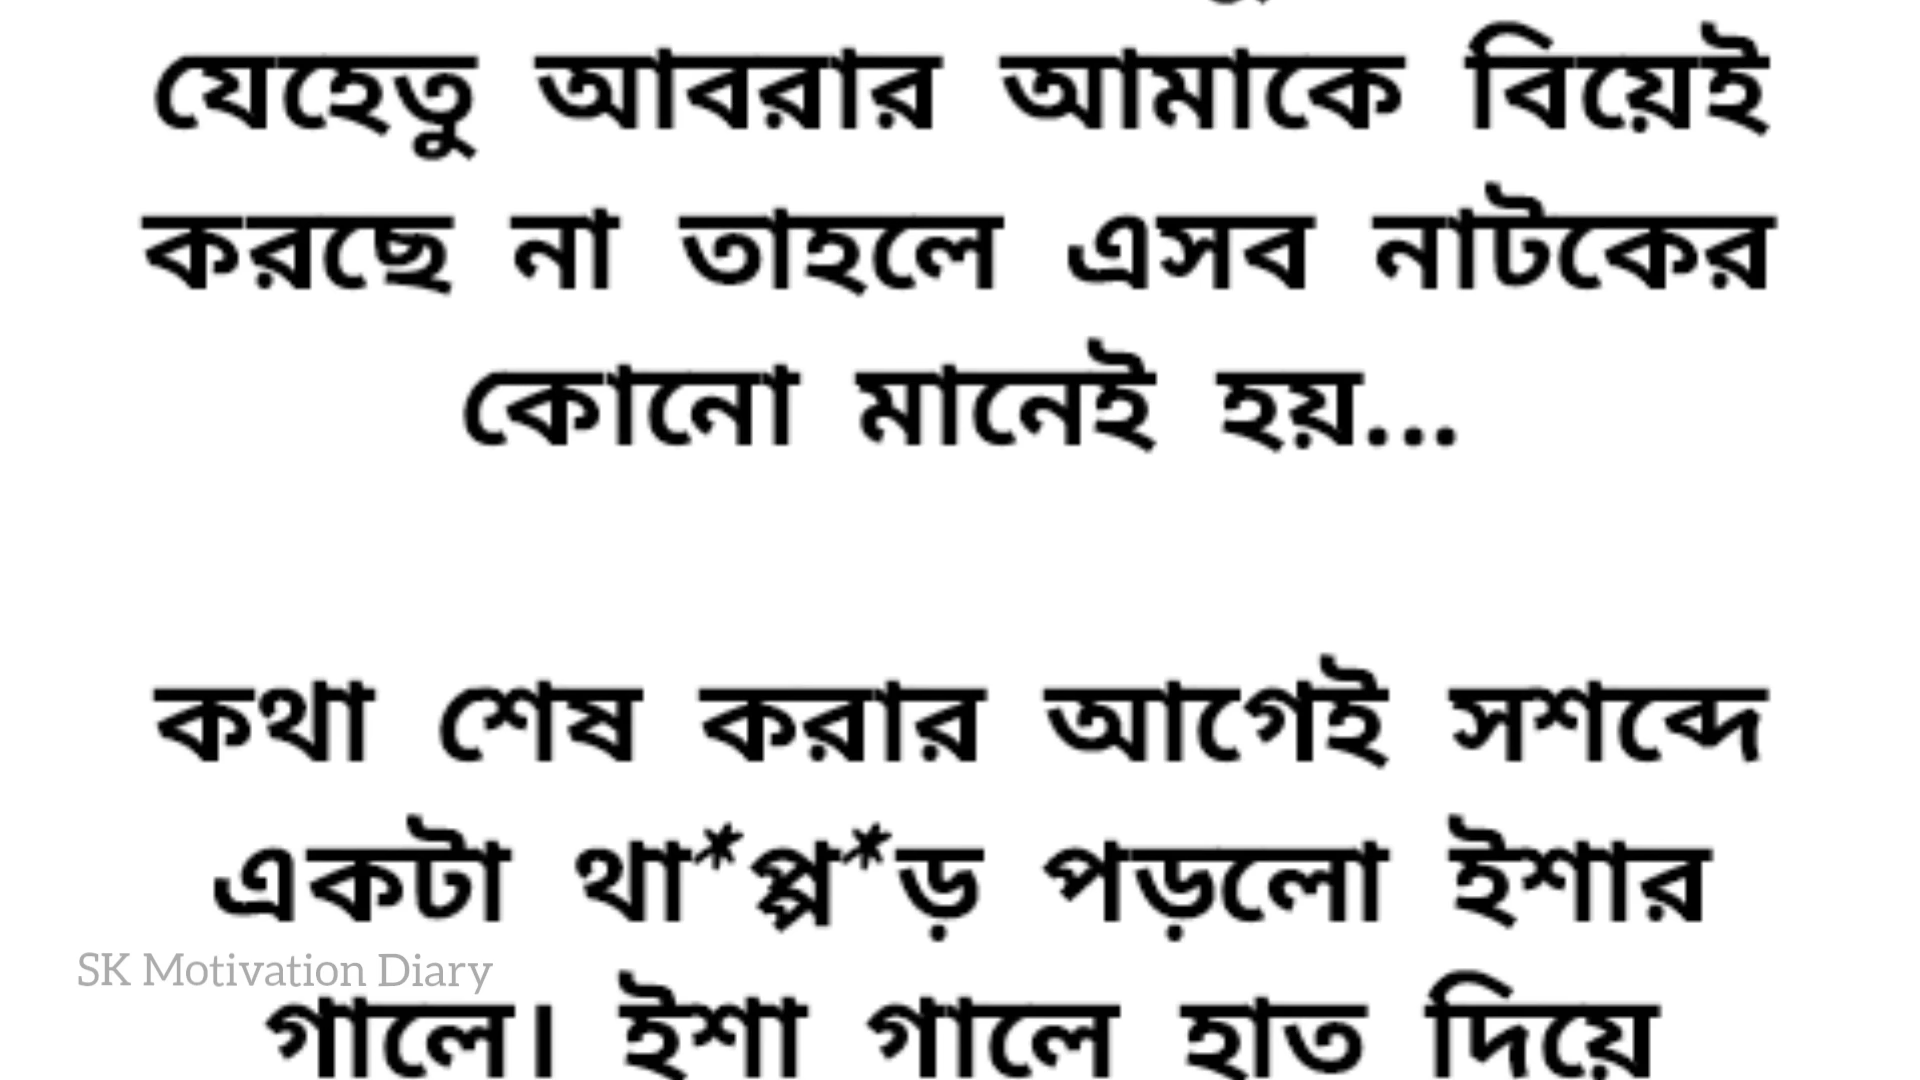 যেহেতু আবরার আমাকে বিয়েই
করছে না তাহলে এসব নাটকের
কোনো মানেই হয়...
কথা শেষ করার আগেই সশব্দে
একটা থা*প্প*ড় পড়লো ইশার
SK Motivation Diary
গালে। ইশা গালে হাত দিয়ে